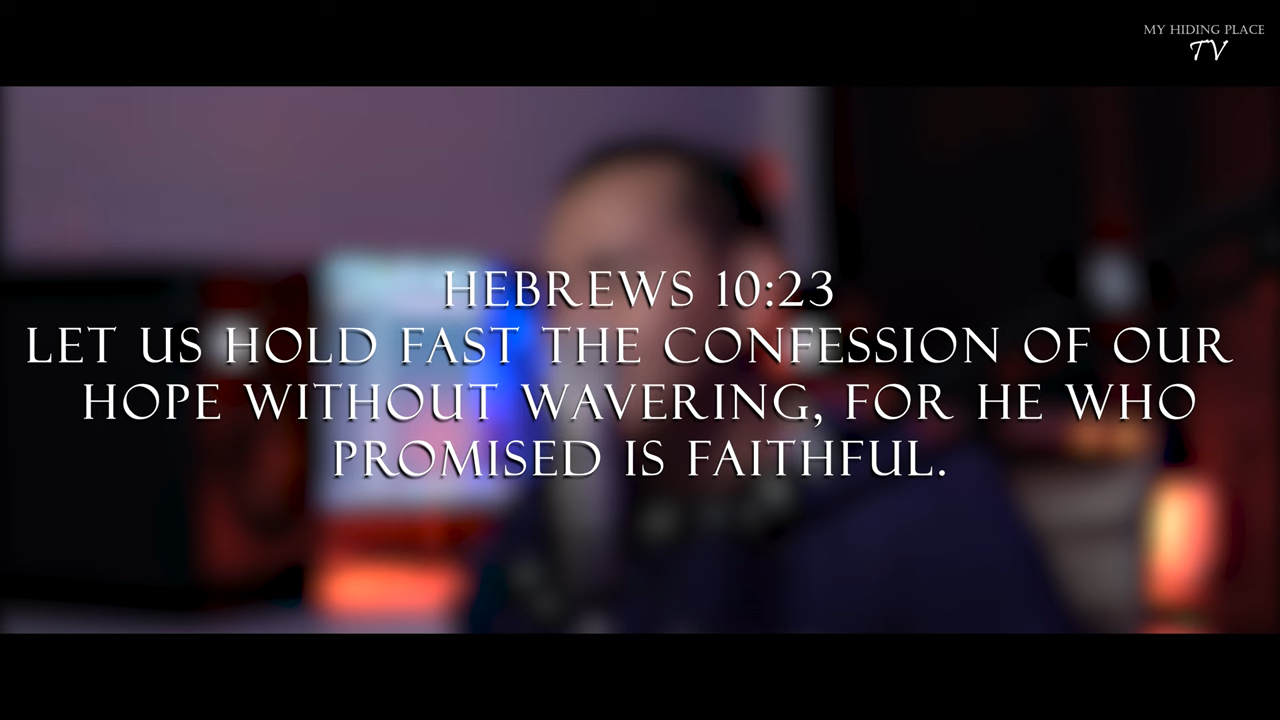 MY HIDING PLACE
TV
HEBREWS 10:23
LET US HOLD FAST THE CONFESSION OF OUR
HOPE WITHOUT WAVERING, FOR HE WHO
PROMISED IS FAITHFUL.